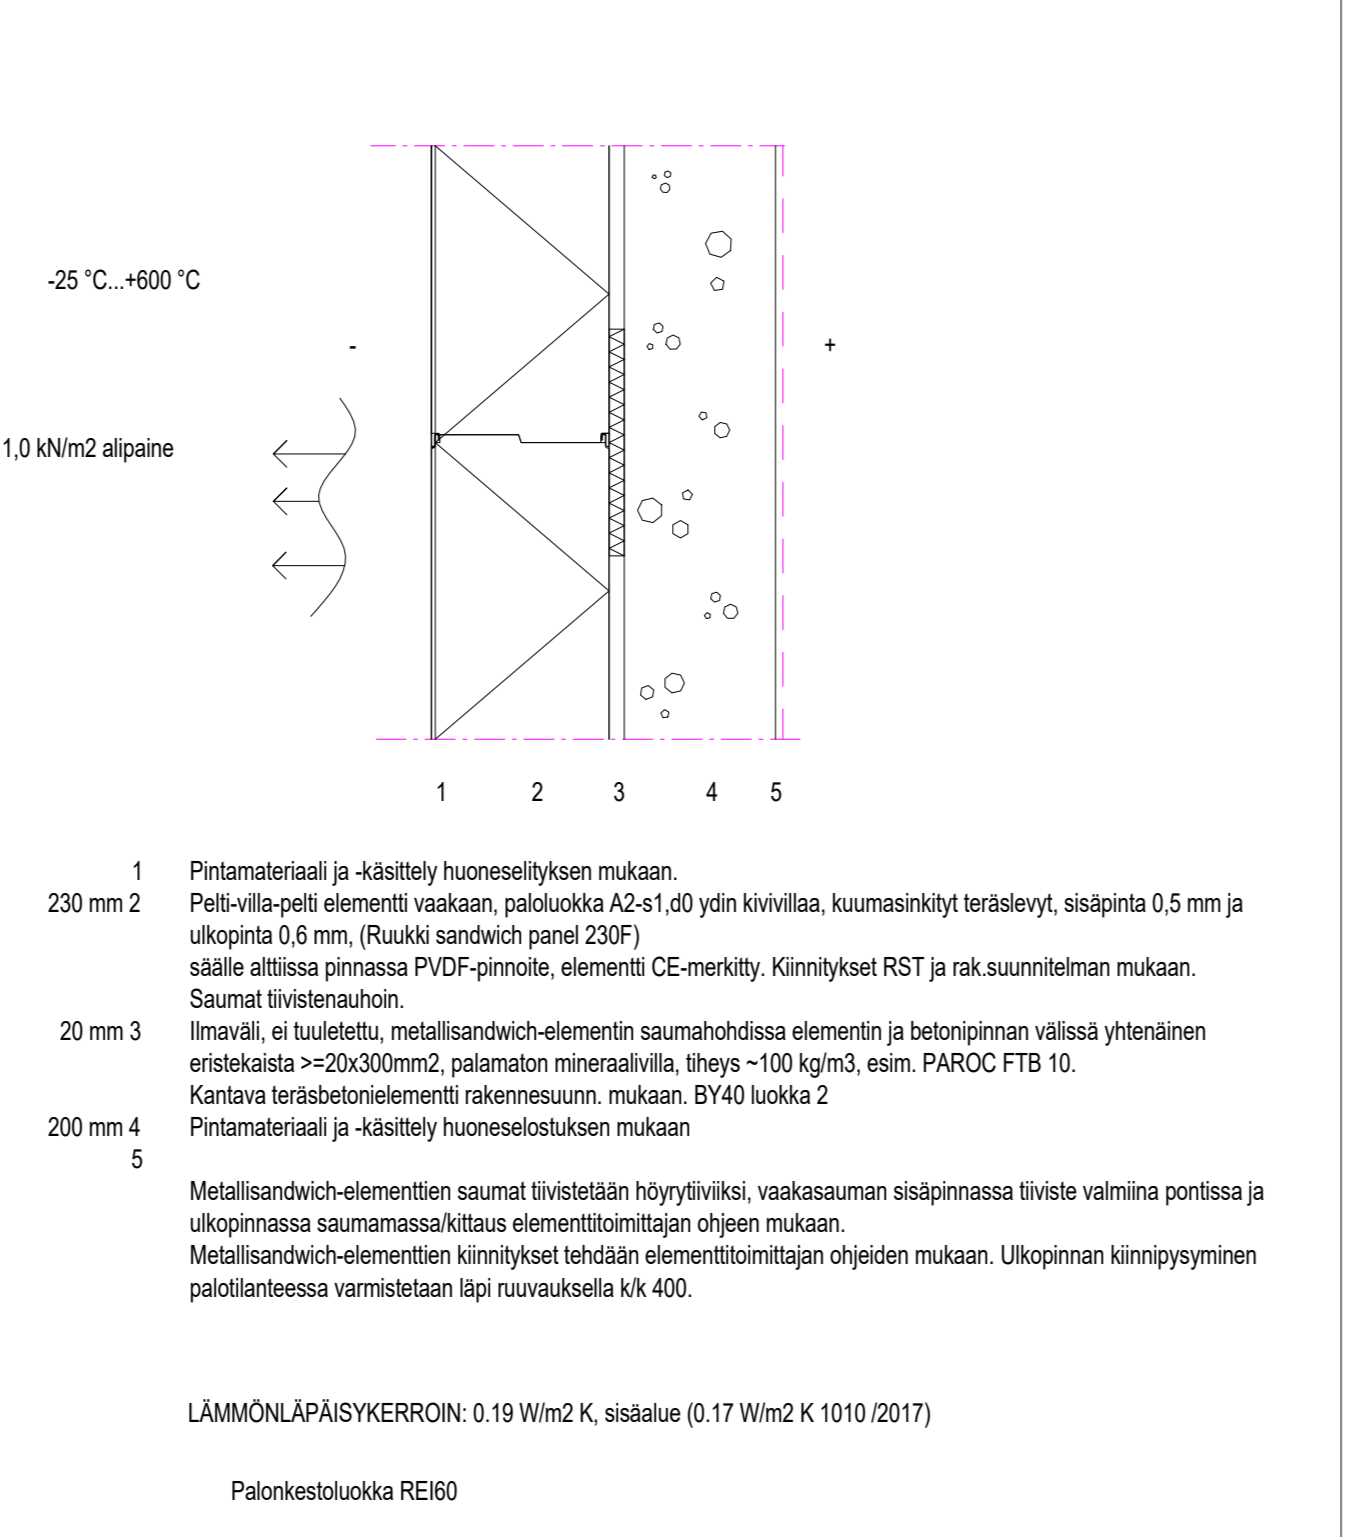 -25 °C...+600 °C
- +
1,0 kN/m2 alipaine
1 2 3 4 5
1 Pintamateriaali ja -käsittely huoneselityksen mukaan.
230 mm 2 Pelti-villa-pelti elementti vaakaan, paloluokka A2-s1,d0 ydin kivivillaa, kuumasinkityt teräslevyt, sisäpinta 0,5 mm ja
ulkopinta 0,6 mm, (Ruukki sandwich panel 230F)
säälle alttiissa pinnassa PVDF-pinnoite, elementti CE-merkitty. Kiinnitykset RST ja rak.suunnitelman mukaan.
Saumat tiivistenauhoin.
20 mm 3 Ilmaväli, ei tuuletettu, metallisandwich-elementin saumahohdissa elementin ja betonipinnan välissä yhtenäinen
eristekaista >=20x300mm2, palamaton mineraalivilla, tiheys ~100 kg/m3, esim. PAROC FTB 10.
Kantava teräsbetonielementti rakennesuunn. mukaan. BY40 luokka 2
200 mm 4 Pintamateriaali ja -käsittely huoneselostuksen mukaan
5
Metallisandwich-elementtien saumat tiivistetään höyrytiiviiksi, vaakasauman sisäpinnassa tiiviste valmiina pontissa ja
ulkopinnassa saumamassa/kittaus elementtitoimittajan ohjeen mukaan.
Metallisandwich-elementtien kiinnitykset tehdään elementtitoimittajan ohjeiden mukaan. Ulkopinnan kiinnipysyminen
palotilanteessa varmistetaan läpi ruuvauksella k/k 400.
LÄMMÖNLÄPÄISYKERROIN: 0.19 W/m2 K, sisäalue (0.17 W/m2 K 1010 /2017)
Palonkestoluokka REI60